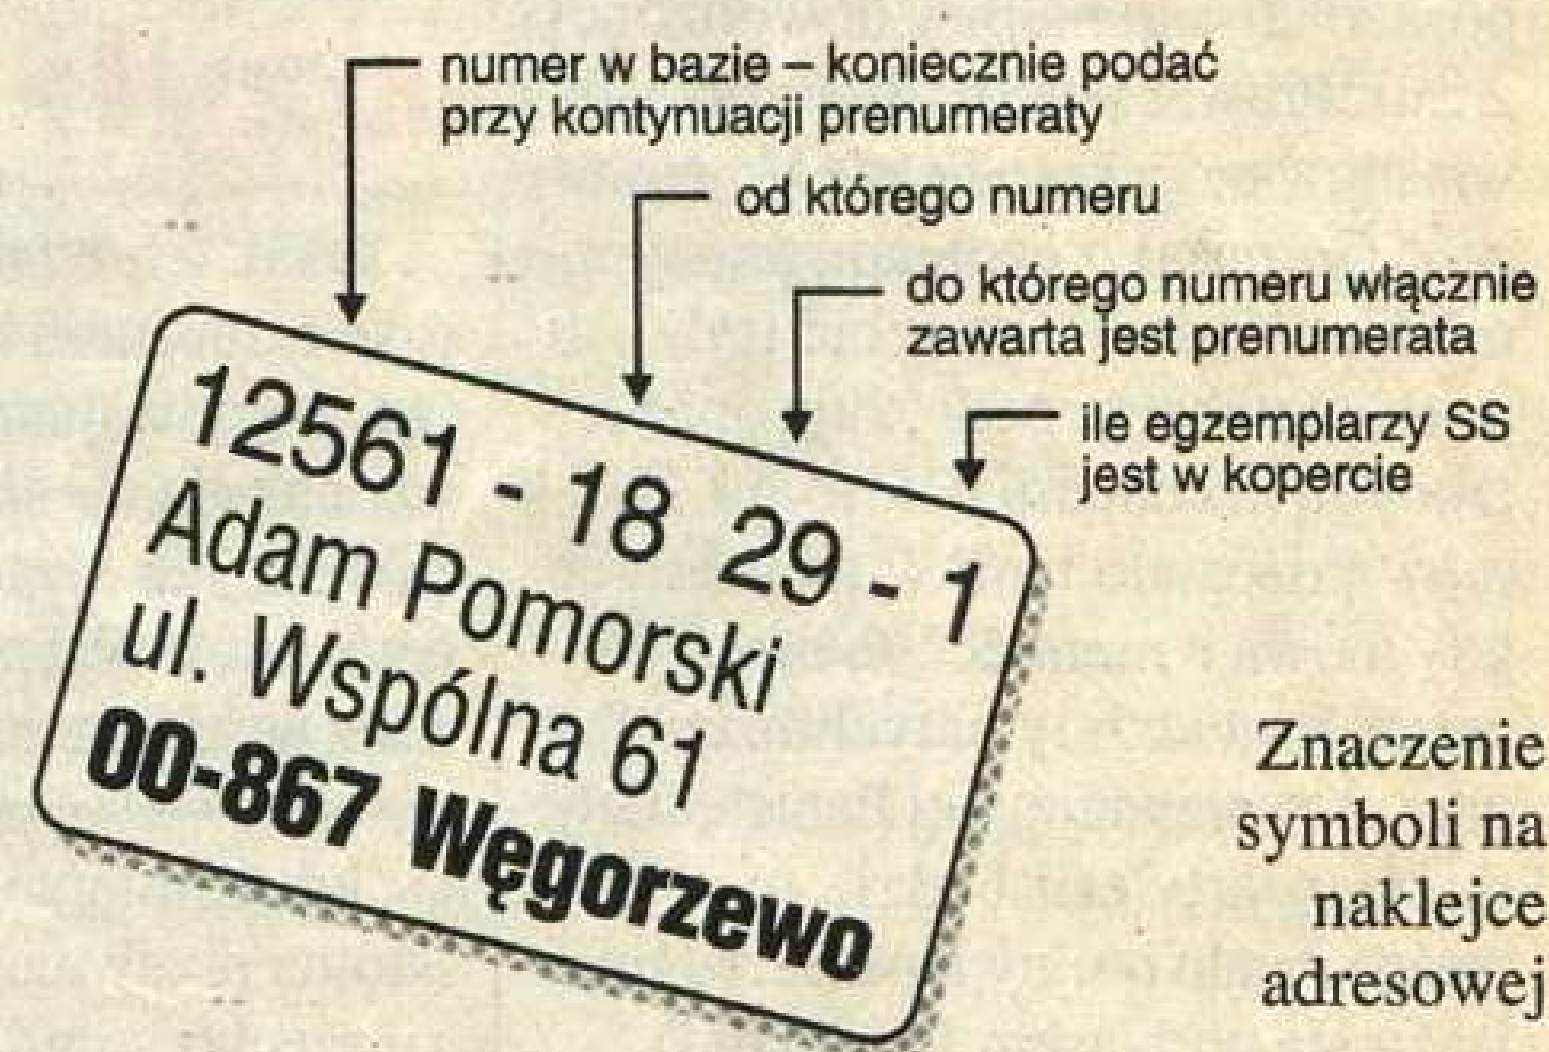 numer w bazie – koniecznie podać
przy kontynuacji prenumeraty
od którego numeru
do którego numeru włącznie
zawarta jest prenumerata
ile egzemplarzy SS
jest w kopercie
12561 - 18 29 - 1
Adam Pomorski
ul. Wspólna 61
00-867 Węgorzewo
Znaczenie
symboli na
naklejce
adresowej